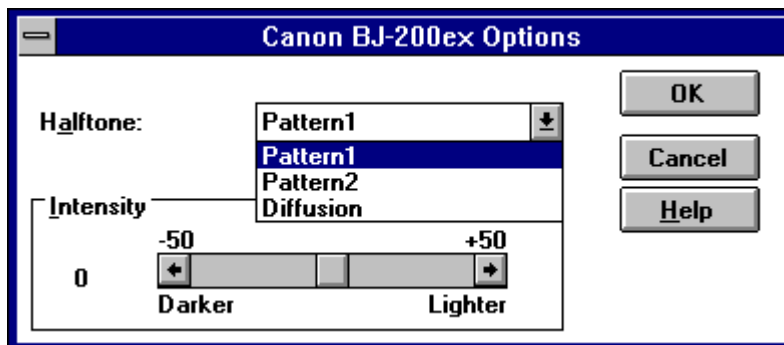 Canon BJ-200ex Options
Halftone:
Pattern1
Pattern1
Pattern2
Diffusion
OK
Cancel
Help
Intensity
-50 +50
0
Darker Lighter